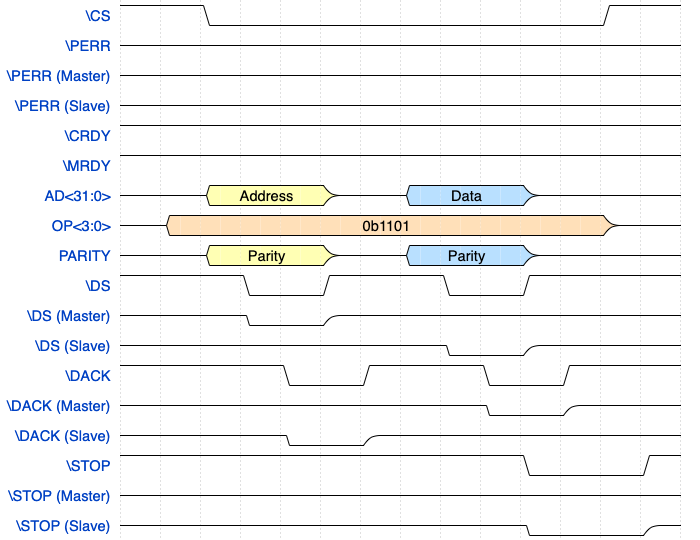 \CS
\PERR
\PERR (Master)
\PERR (Slave)
\CRDY
\MRDY
AD<31:0> Address Data
OP<3:0> 0b1101
PARITY Parity Parity
\DS
\DS (Master)
\DS (Slave)
\DACK
\DACK (Master)
\DACK (Slave)
\STOP
\STOP (Master)
\STOP (Slave)